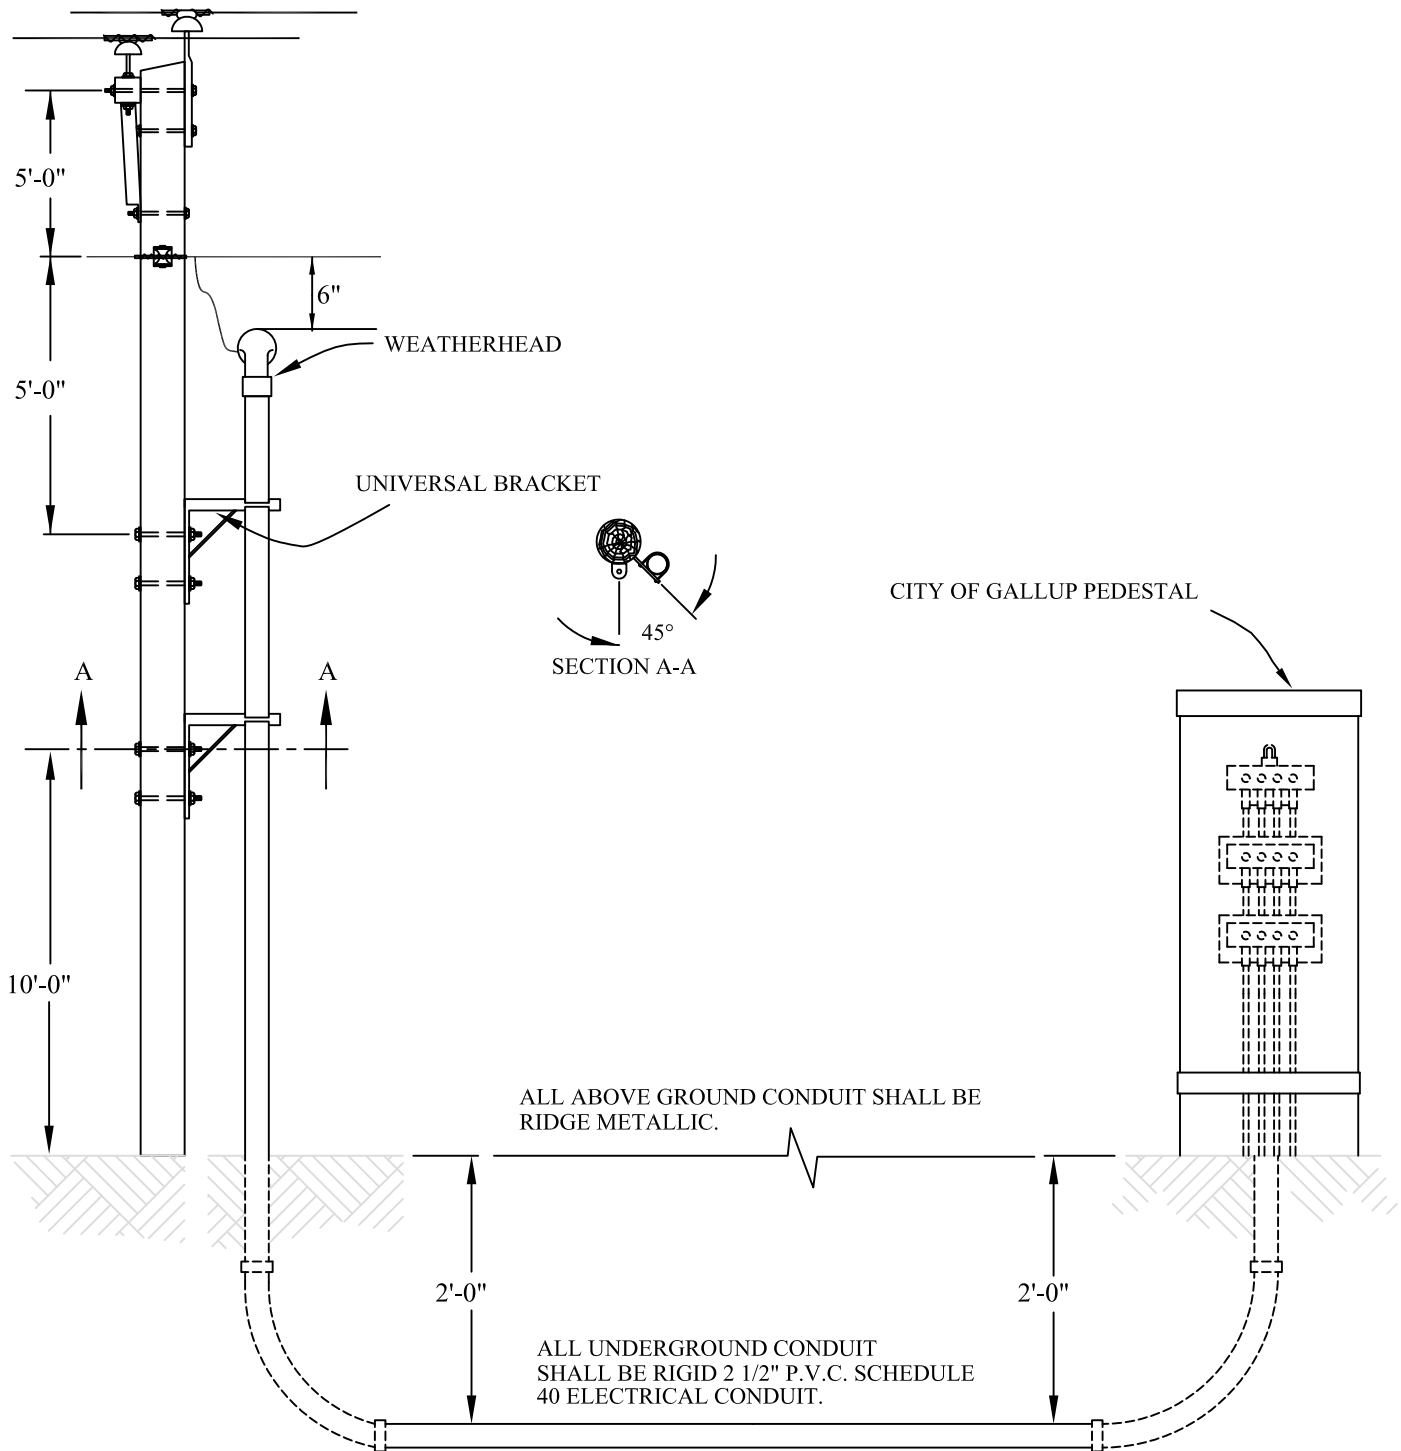 5'-0"
6"
WEATHERHEAD
5'-0"
UNIVERSAL BRACKET
CITY OF GALLUP PEDESTAL
45°
SECTION A-A
A
A
10'-0"
ALL ABOVE GROUND CONDUIT SHALL BE
RIDGE METALLIC.
2'-0"
2'-0"
ALL UNDERGROUND CONDUIT
SHALL BE RIGID 2 1/2" P.V.C. SCHEDULE
40 ELECTRICAL CONDUIT.